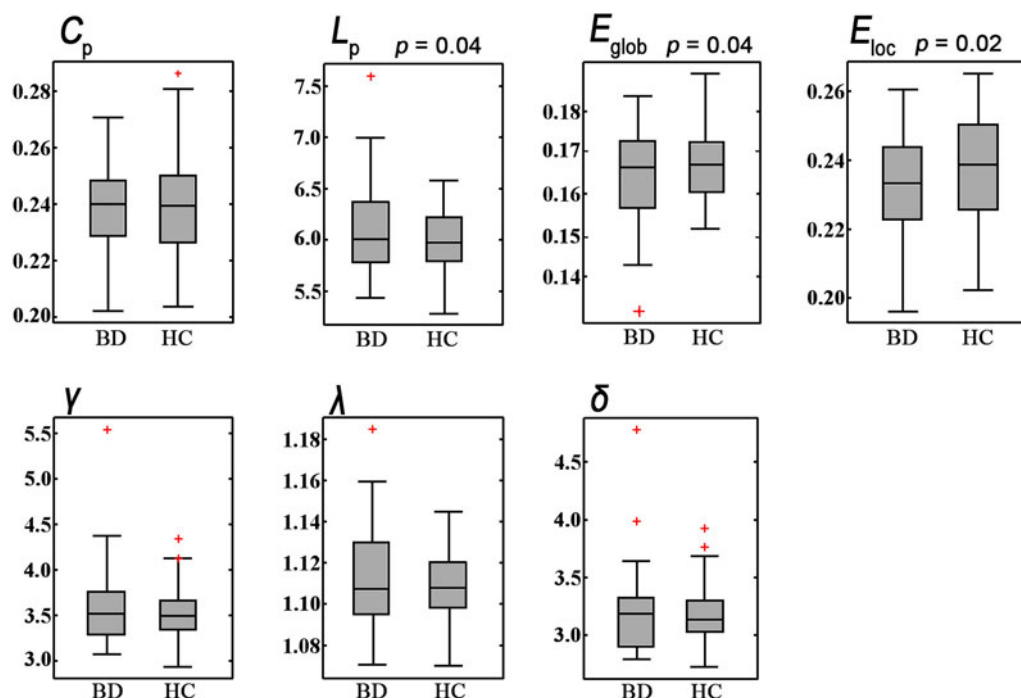 Cp
0.28
0.26
0.24
0.22
0.20
BD HC
Lp p = 0.04
7.5
7.0
6.5
6.0
5.5
BD HC
Eglob p = 0.04
0.18
0.17
0.16
0.15
0.14
BD HC
Eloc p = 0.02
0.26
0.24
0.22
0.20
BD HC
γ
5.5
5.0
4.5
4.0
3.5
3.0
BD HC
λ
1.18
1.16
1.14
1.12
1.10
1.08
BD HC
δ
4.5
4.0
3.5
3.0
BD HC